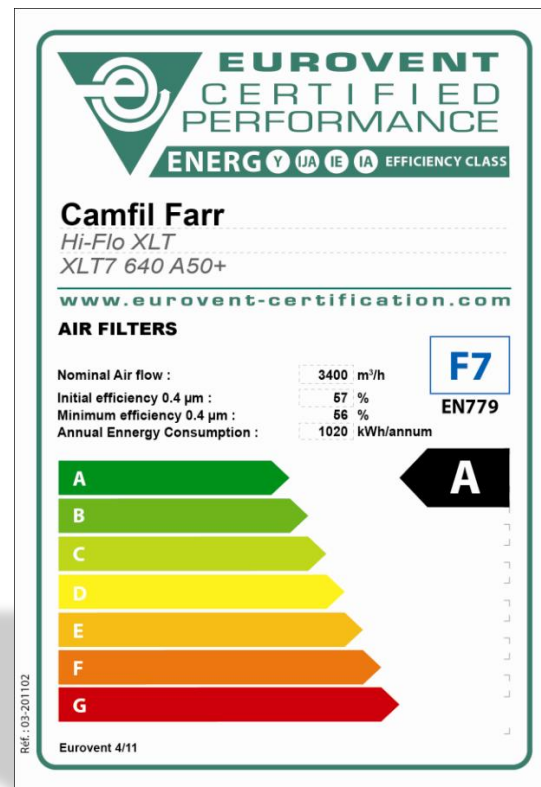 EUROVENT
CERTIFIED
PERFORMANCE
ENERG Y IJA IE IA EFFICIENCY CLASS
Camfil Farr
Hi-Flo XLT
XLT7 640 A50+
www.eurovent-certification.com
AIR FILTERS
Nominal Air flow : 3400 m³/h
Initial efficiency 0.4 µm : 57 %
Minimum efficiency 0.4 µm : 56 %
Annual Ennergy Consumption : 1020 kWh/annum
F7
EN779
A
A
B
C
D
E
F
G
Eurovent 4/11
Réf. : 03-201102